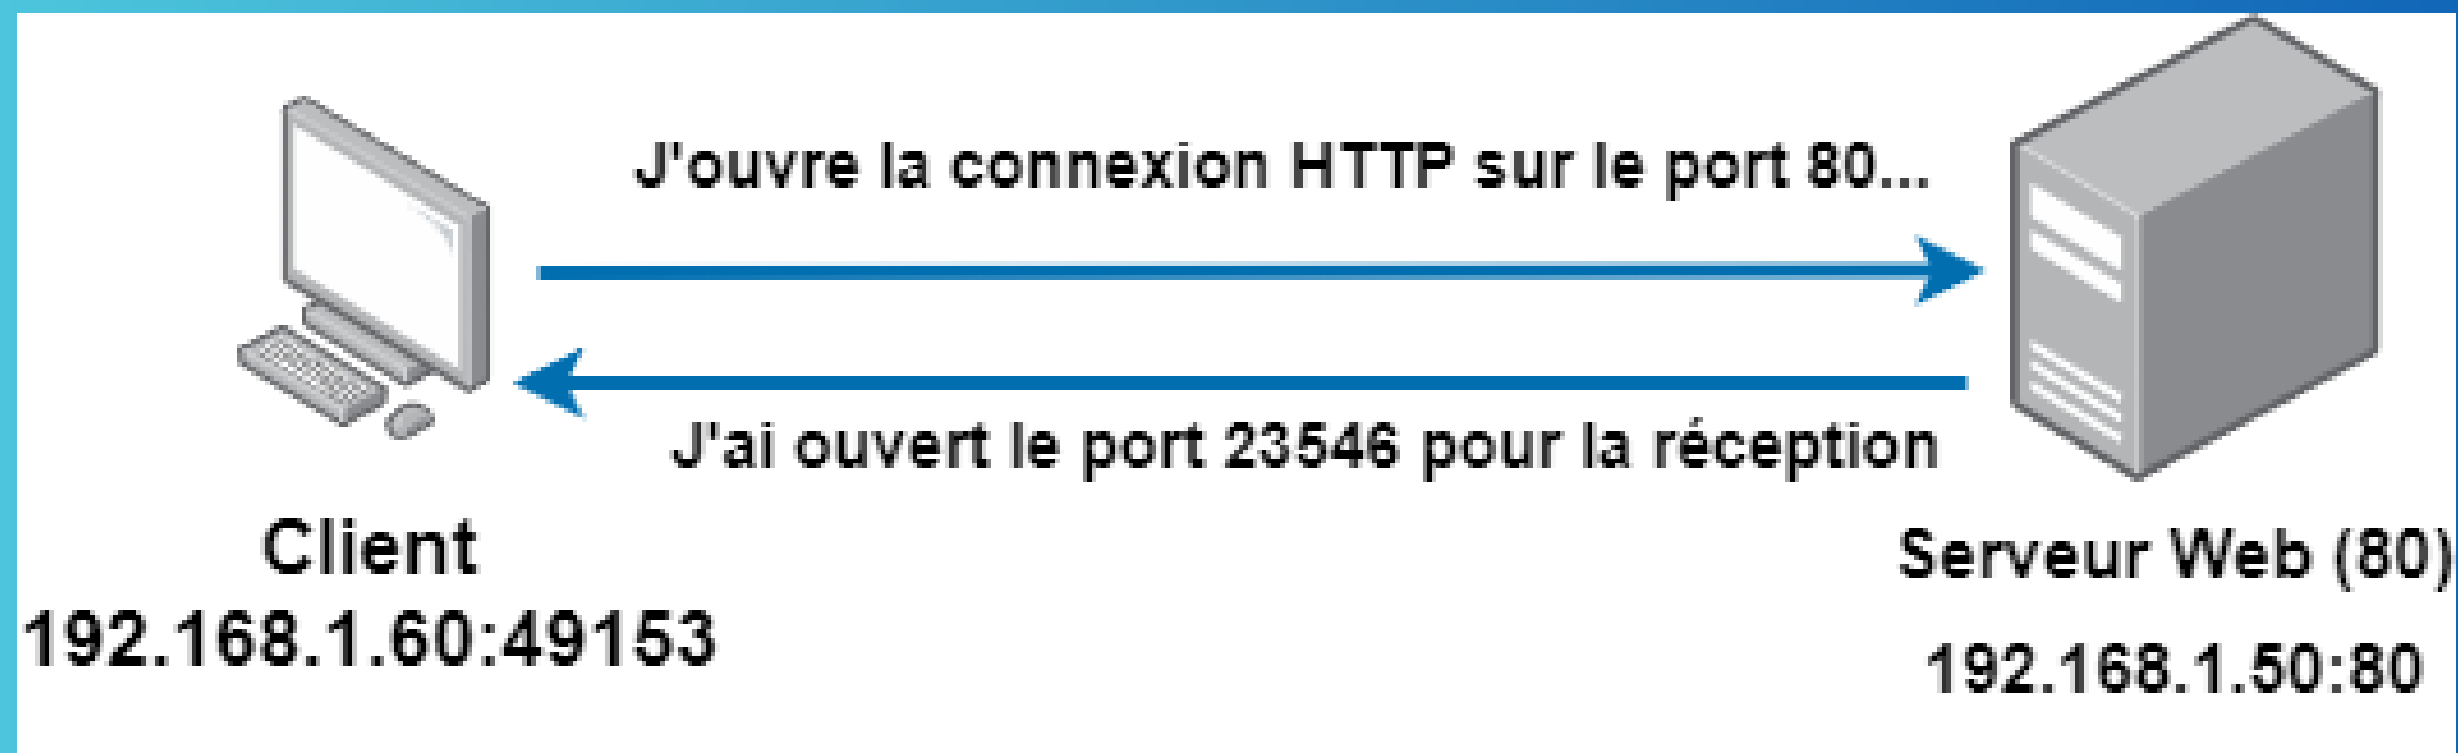 J'ouvre la connexion HTTP sur le port 80...
J'ai ouvert le port 23546 pour la réception
Client
192.168.1.60:49153
Serveur Web (80)
192.168.1.50:80